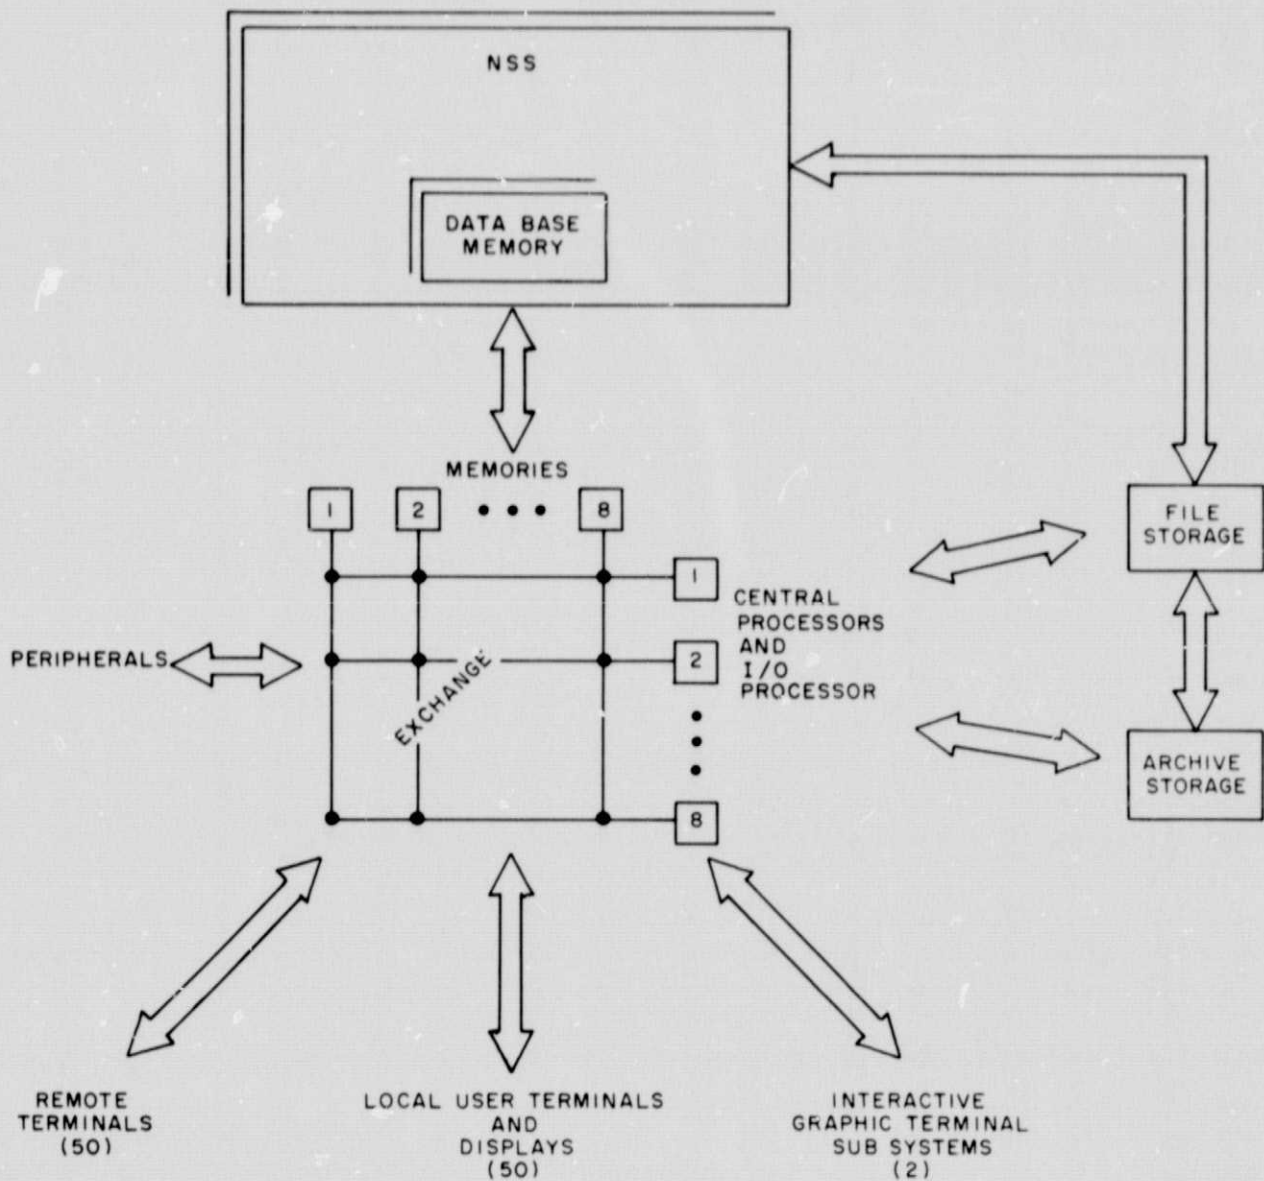 NSS
DATA BASE
MEMORY
MEMORIES
1 2 8
1
CENTRAL
PROCESSORS
AND
I/O
PROCESSOR
2
8
FILE
STORAGE
PERIPHERALS
EXCHANGE
ARCHIVE
STORAGE
REMOTE
TERMINALS
(50)
LOCAL USER TERMINALS
AND
DISPLAYS
(50)
INTERACTIVE
GRAPHIC TERMINAL
SUB SYSTEMS
(2)